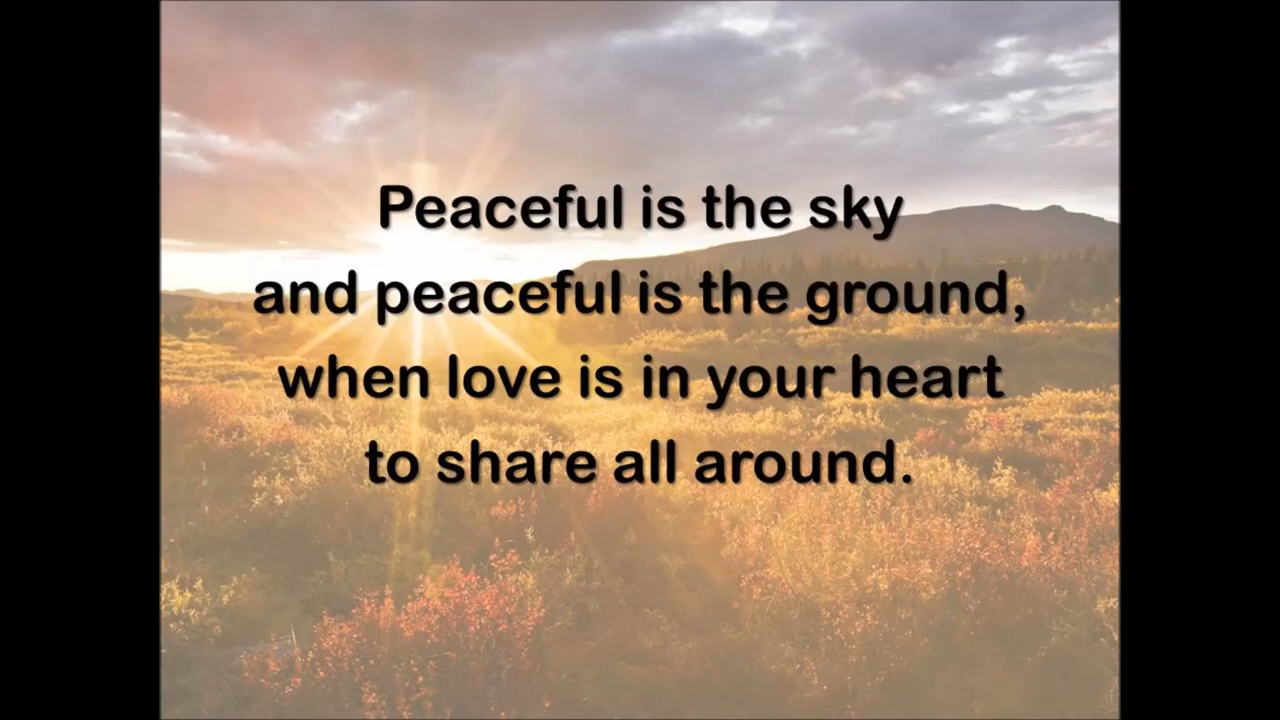 Peaceful is the sky
and peaceful is the ground,
when love is in your heart
to share all around.